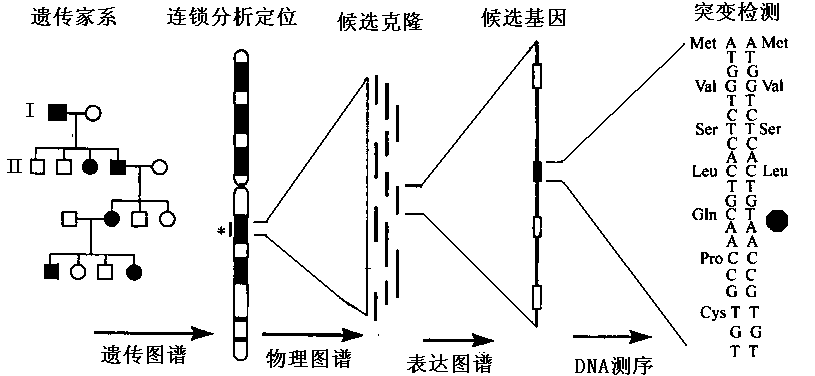 遗传家系 连锁分析定位 候选克隆 候选基因 突变检测
Met A A Met
T T
G G
Val G G Val
T T
C C
Ser T T Ser
C C
A A
Leu C C Leu
T T
G G
Gln C T
A A
A A
Pro C C
C C
G G
Cys T T
G G
T T
I
II
*
遗传图谱 物理图谱 表达图谱 DNA测序